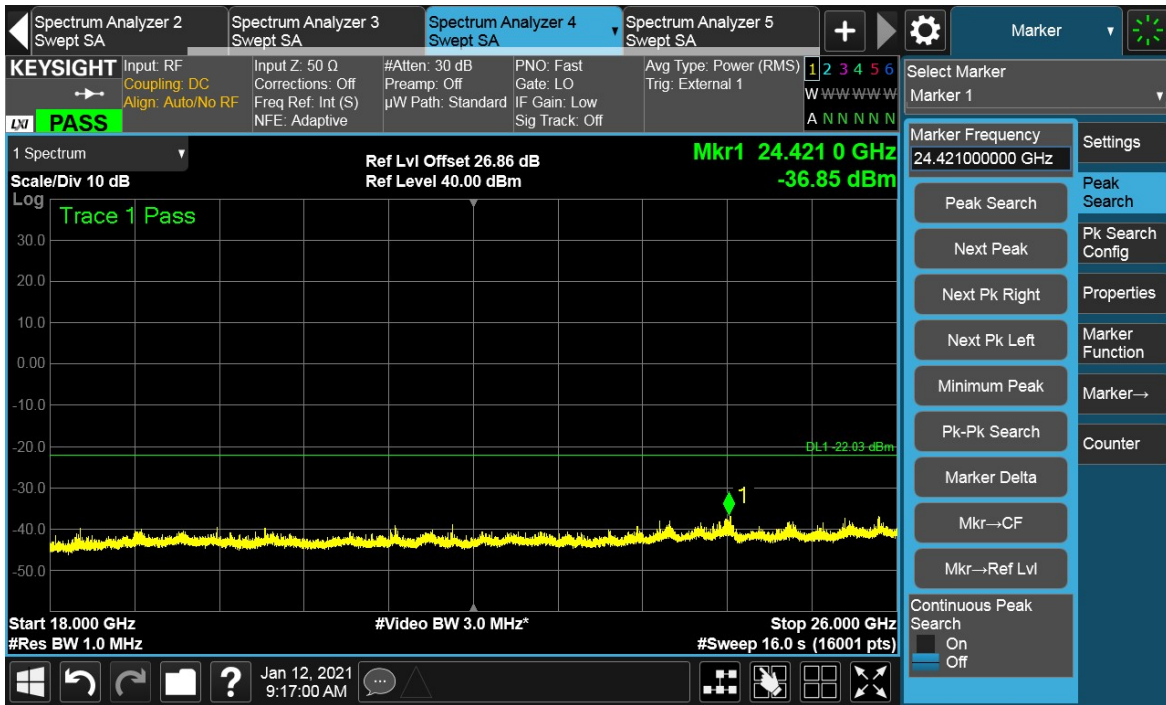 Spectrum Analyzer 2
Swept SA
Spectrum Analyzer 3
Swept SA
Spectrum Analyzer 4
Swept SA
Spectrum Analyzer 5
Swept SA
+
Marker
KEYSIGHT
LXI
PASS
Input: RF
Coupling: DC
Align: Auto/No RF
Input Z: 50 Ω
Corrections: Off
Freq Ref: Int (S)
NFE: Adaptive
#Atten: 30 dB
Preamp: Off
µW Path: Standard
PNO: Fast
Gate: LO
IF Gain: Low
Sig Track: Off
Avg Type: Power (RMS)
Trig: External 1
1 2 3 4 5 6
W W W W W W
A N N N N N
Select Marker
Marker 1
1 Spectrum
Scale/Div 10 dB
Log
Ref Lvl Offset 26.86 dB
Ref Level 40.00 dBm
Mkr1 24.421 0 GHz
-36.85 dBm
Trace 1 Pass
30.0
20.0
10.0
0.00
-10.0
-20.0
-30.0
-40.0
-50.0
DL1 -22.03 dBm
1
Start 18.000 GHz
#Res BW 1.0 MHz
#Video BW 3.0 MHz*
Stop 26.000 GHz
#Sweep 16.0 s (16001 pts)
Marker Frequency
24.421000000 GHz
Peak Search
Next Peak
Next Pk Right
Next Pk Left
Minimum Peak
Pk-Pk Search
Marker Delta
Mkr→CF
Mkr→Ref Lvl
Continuous Peak
Search
On
Off
Settings
Peak
Search
Pk Search
Config
Properties
Marker
Function
Marker→
Counter
?
Jan 12, 2021
9:17:00 AM